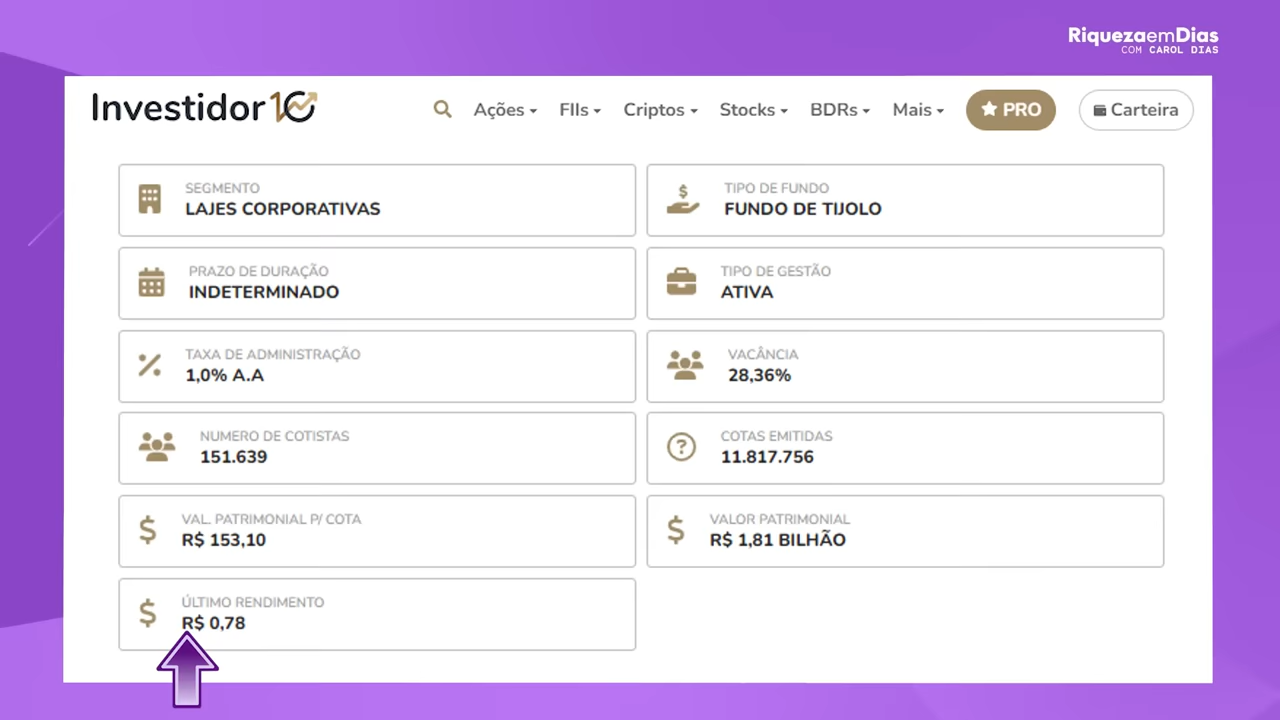 RiquezaemDias
COM CAROL DIAS
Investidor10
Ações
FIIs
Criptos
Stocks
BDRs
Mais
PRO
Carteira
SEGMENTO
LAJES CORPORATIVAS
TIPO DE FUNDO
FUNDO DE TIJOLO
PRAZO DE DURAÇÃO
INDETERMINADO
TIPO DE GESTÃO
ATIVA
TAXA DE ADMINISTRAÇÃO
1,0% A.A
VACÂNCIA
28,36%
NUMERO DE COTISTAS
151.639
COTAS EMITIDAS
11.817.756
VAL. PATRIMONIAL P/ COTA
R$ 153,10
VALOR PATRIMONIAL
R$ 1,81 BILHÃO
ÚLTIMO RENDIMENTO
R$ 0,78